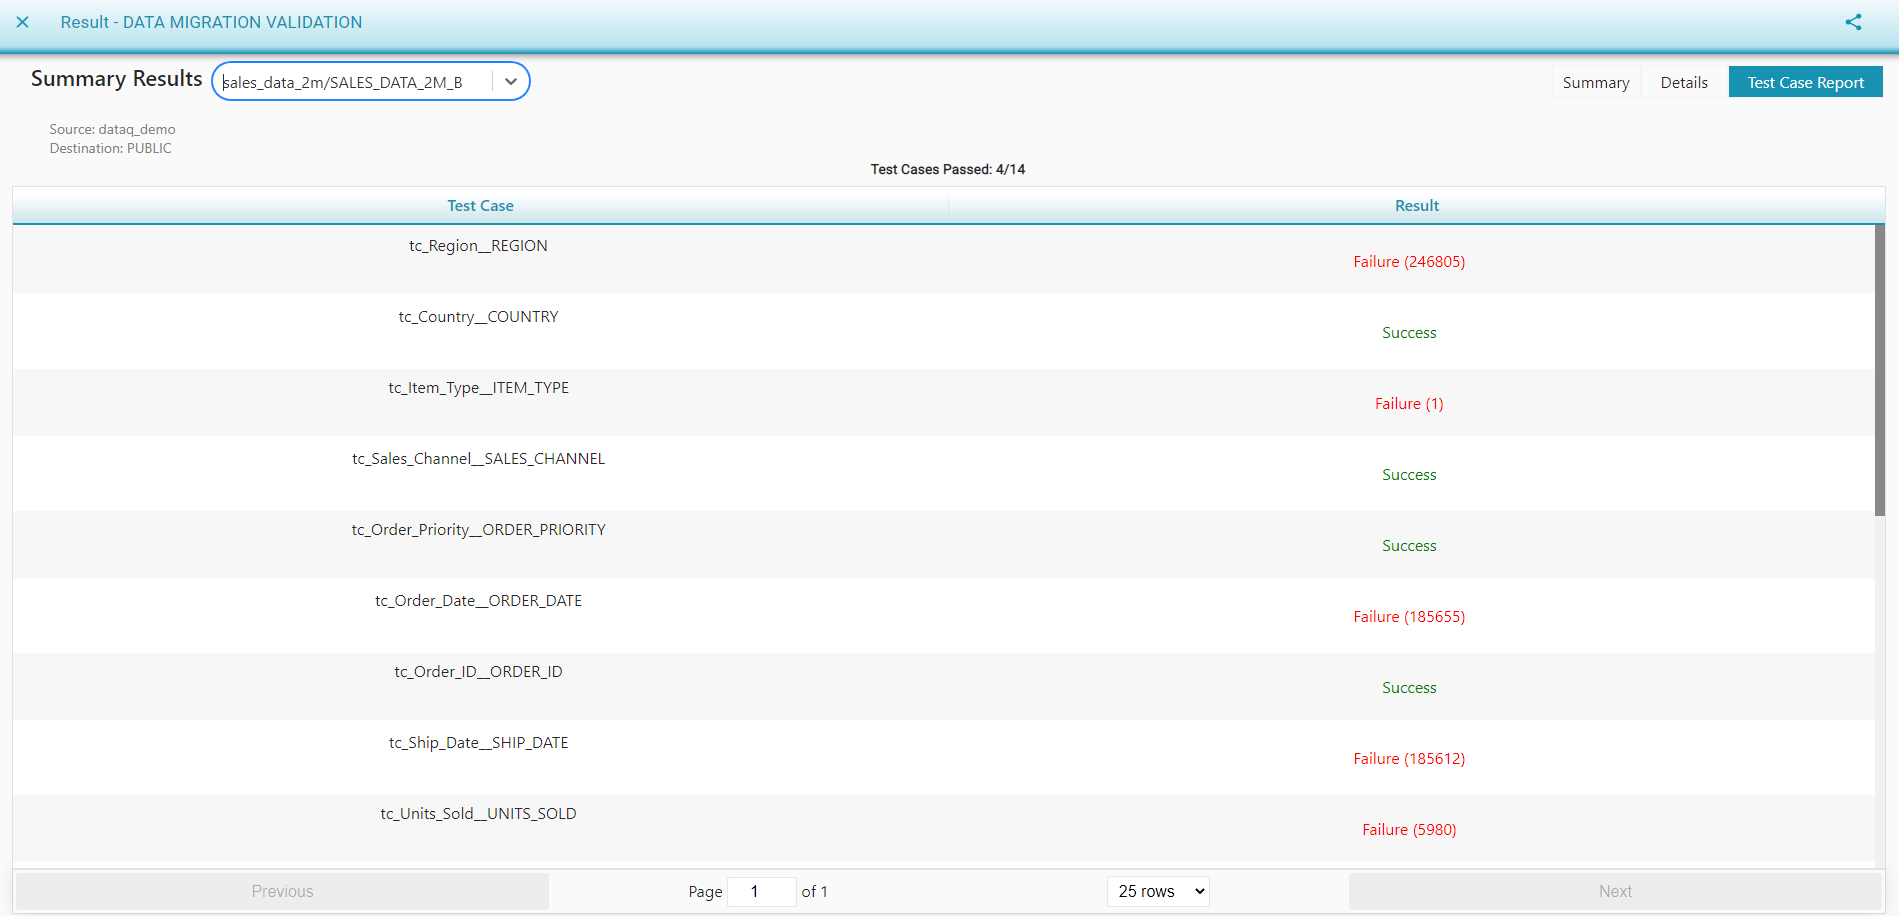 Result - DATA MIGRATION VALIDATION
Summary Results
sales_data_2m/SALES_DATA_2M_B
Summary
Details
Test Case Report
Source: dataq_demo
Destination: PUBLIC
Test Cases Passed: 4/14
Test Case
Result
tc_Region__REGION
Failure (246805)
tc_Country__COUNTRY
Success
tc_Item_Type__ITEM_TYPE
Failure (1)
tc_Sales_Channel__SALES_CHANNEL
Success
tc_Order_Priority__ORDER_PRIORITY
Success
tc_Order_Date__ORDER_DATE
Failure (185655)
tc_Order_ID__ORDER_ID
Success
tc_Ship_Date__SHIP_DATE
Failure (185612)
tc_Units_Sold__UNITS_SOLD
Failure (5980)
Previous
Page 1 of 1
25 rows
Next